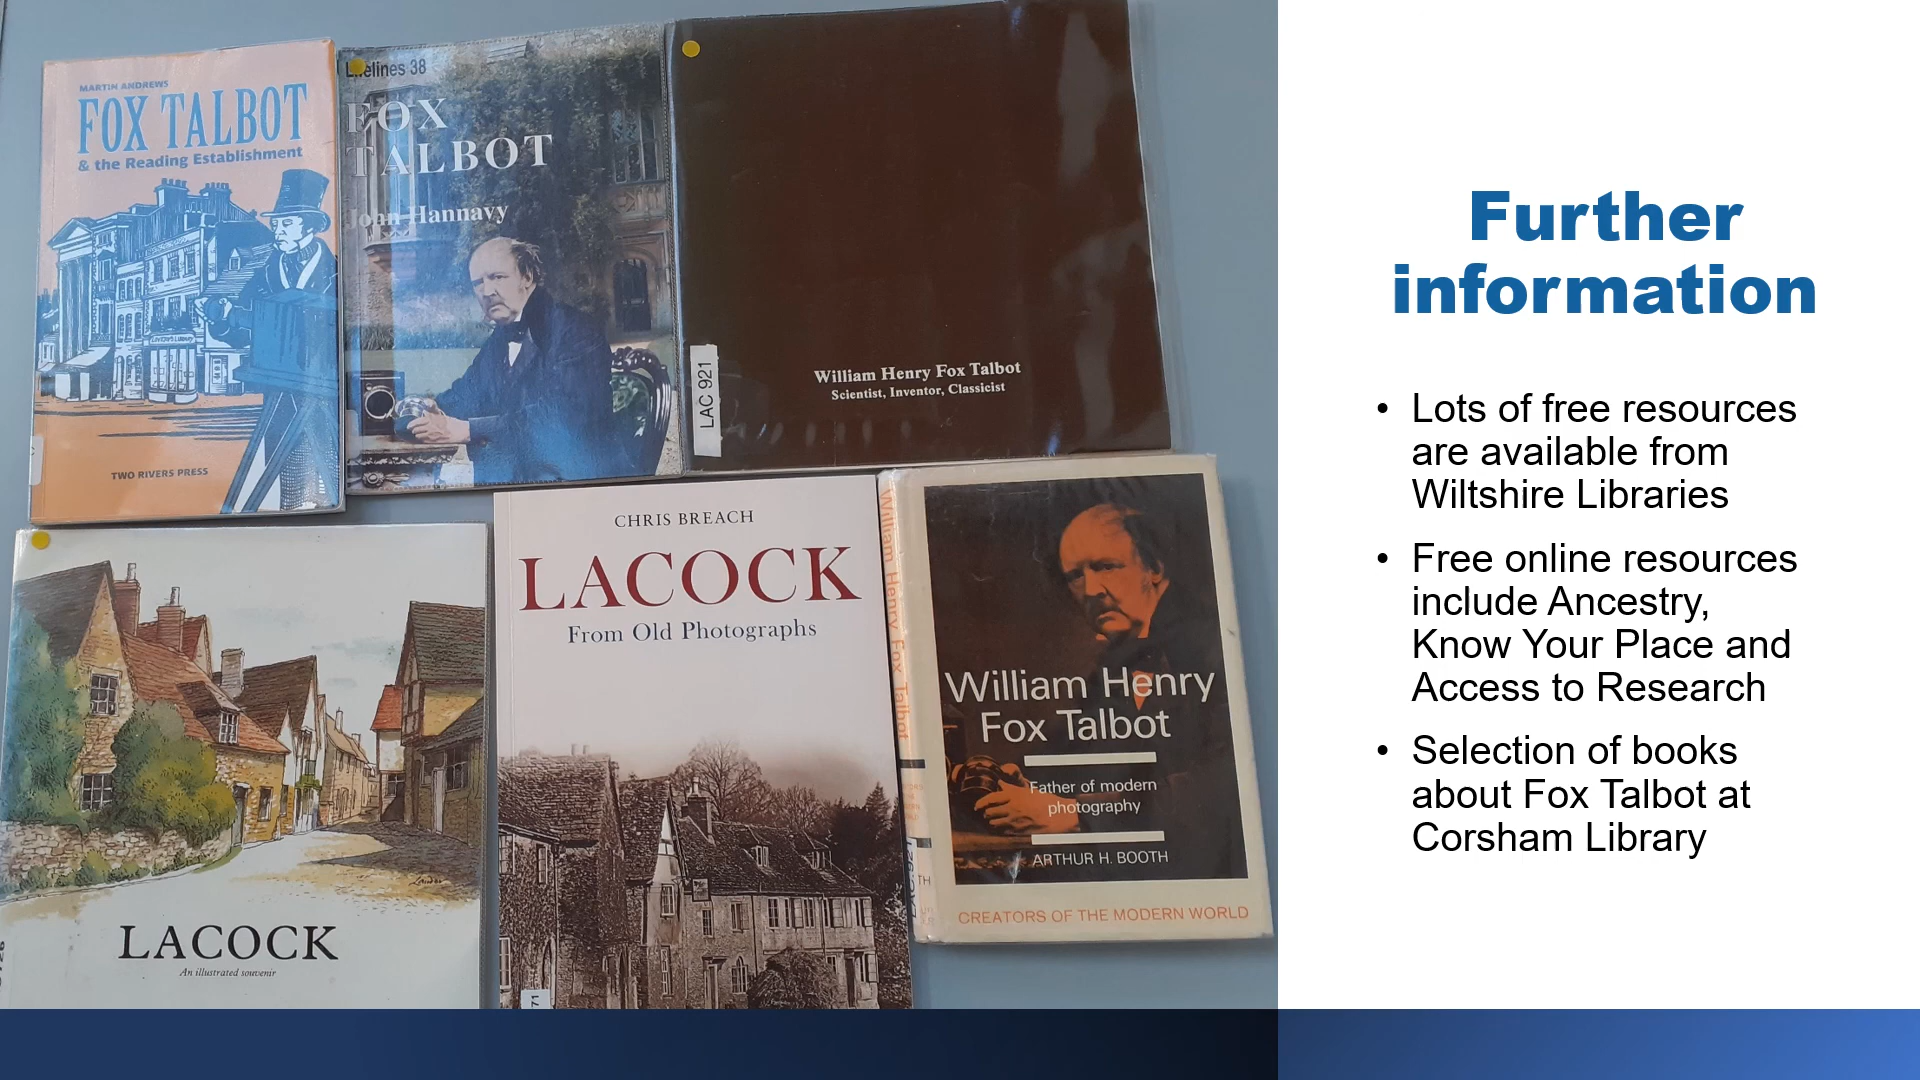 MARTIN ANDREWS
FOX TALBOT
& the Reading Establishment
TWO RIVERS PRESS
Lifelines 38
FOX
TALBOT
John Hannavy
LAC 921
William Henry Fox Talbot
Scientist, Inventor, Classicist
LACOCK
An illustrated souvenir
CHRIS BREACH
LACOCK
From Old Photographs
William Henry Fox Talbot
William Henry
Fox Talbot
Father of modern
photography
ARTHUR H. BOOTH
CREATORS OF THE MODERN WORLD
Further
information
• Lots of free resources
are available from
Wiltshire Libraries
• Free online resources
include Ancestry,
Know Your Place and
Access to Research
• Selection of books
about Fox Talbot at
Corsham Library